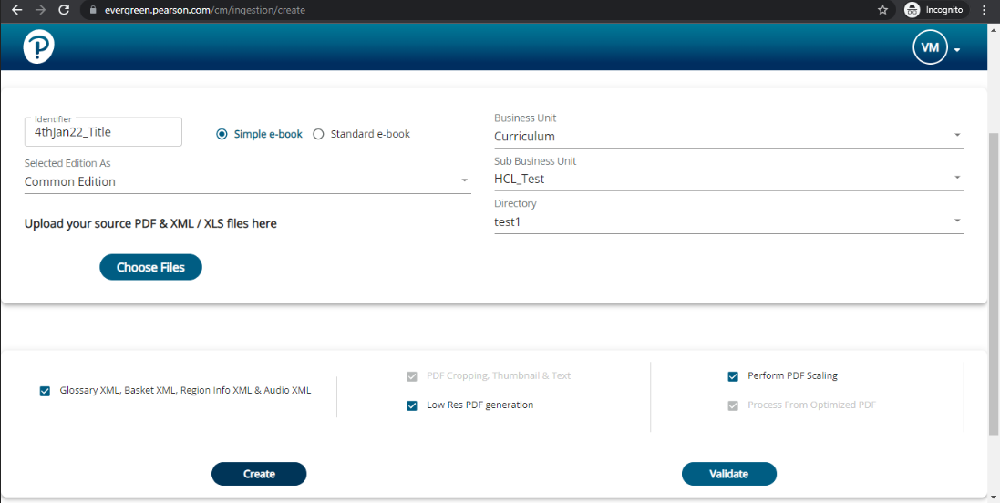 evergreen.pearson.com/cm/ingestion/create
Incognito
VM
Identifier
4thJan22_Title
Simple e-book
Standard e-book
Selected Edition As
Common Edition
Upload your source PDF & XML / XLS files here
Choose Files
Business Unit
Curriculum
Sub Business Unit
HCL_Test
Directory
test1
Glossary XML, Basket XML, Region Info XML & Audio XML
PDF Cropping, Thumbnail & Text
Low Res PDF generation
Perform PDF Scaling
Process From Optimized PDF
Create
Validate